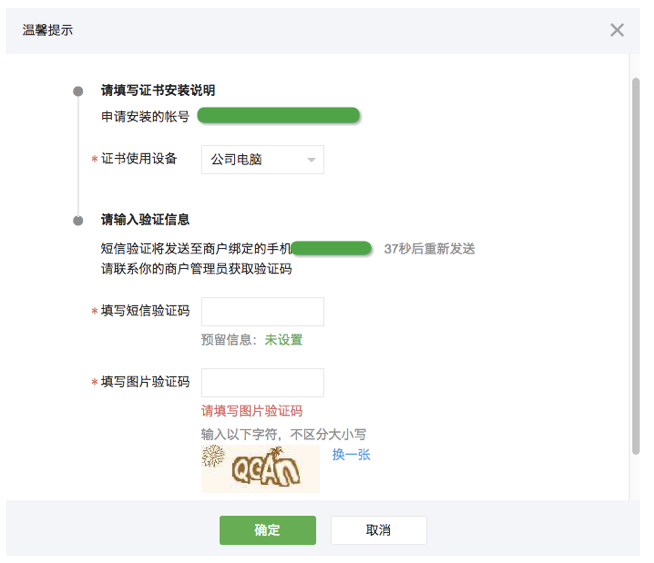 温馨提示
请填写证书安装说明
申请安装的帐号
* 证书使用设备 公司电脑
请输入验证信息
短信验证将发送至商户绑定的手机 37秒后重新发送
请联系你的商户管理员获取验证码
* 填写短信验证码
预留信息：未设置
* 填写图片验证码
请填写图片验证码
输入以下字符，不区分大小写
QCAn 换一张
确定 取消